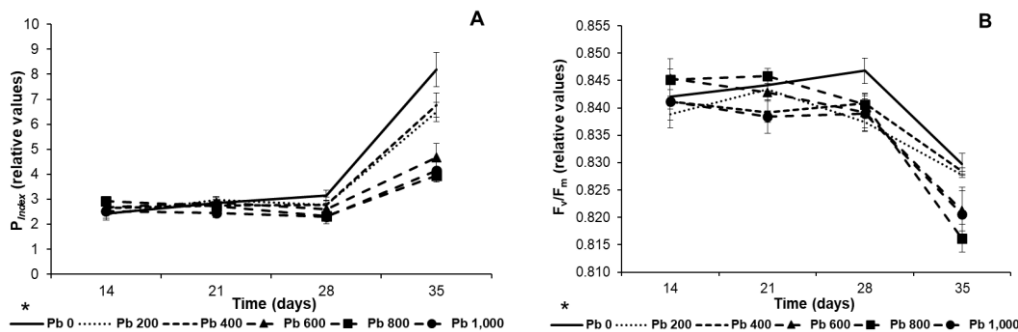 A
P_Index (relative values)
10
9
8
7
6
5
4
3
2
1
0
14 21 28 35
Time (days)
*
Pb 0 Pb 200 Pb 400 Pb 600 Pb 800 Pb 1,000
B
Fv/Fm (relative values)
0.855
0.850
0.845
0.840
0.835
0.830
0.825
0.820
0.815
0.810
14 21 28 35
Time (days)
*
Pb 0 Pb 200 Pb 400 Pb 600 Pb 800 Pb 1,000